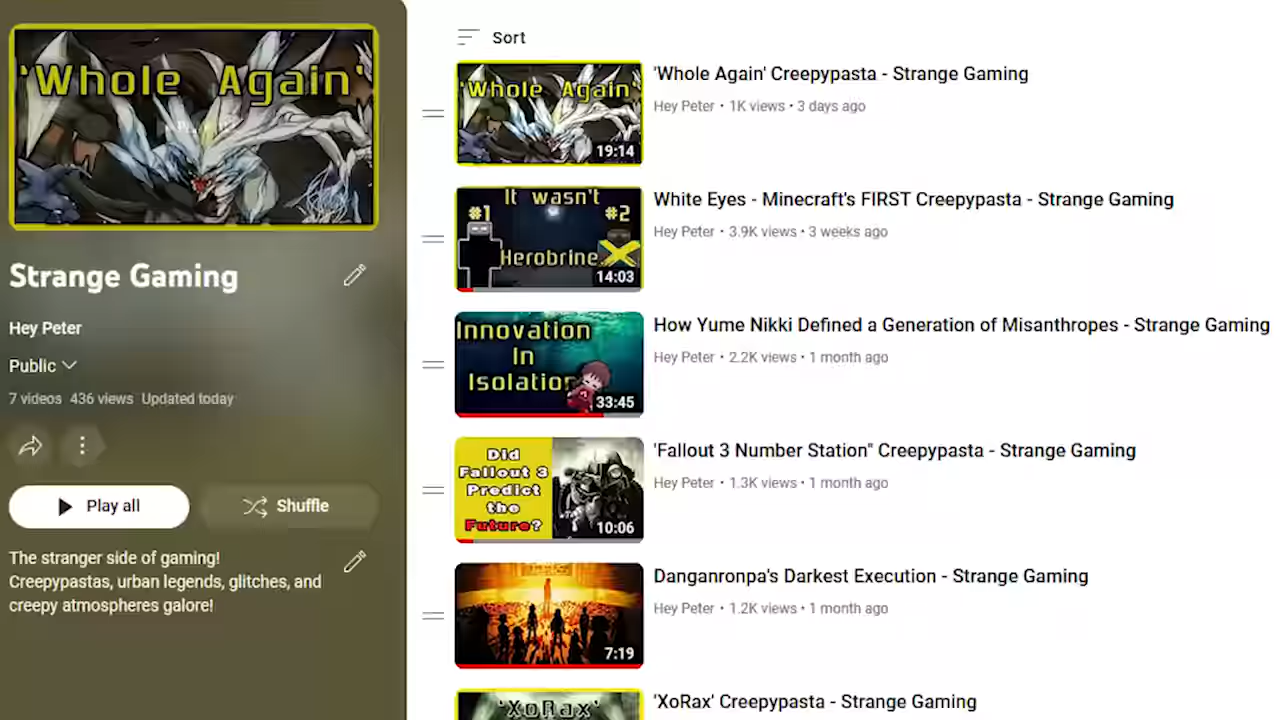 'Whole Again'
Strange Gaming
Hey Peter
Public
7 videos 436 views Updated today
Play all
Shuffle
The stranger side of gaming!
Creepypastas, urban legends, glitches, and
creepy atmospheres galore!
Sort
'Whole Again'
19:14
'Whole Again' Creepypasta - Strange Gaming
Hey Peter • 1K views • 3 days ago
It wasn't
#1
#2
Herobrine
14:03
White Eyes - Minecraft's FIRST Creepypasta - Strange Gaming
Hey Peter • 3.9K views • 3 weeks ago
Innovation
In
Isolation
33:45
How Yume Nikki Defined a Generation of Misanthropes - Strange Gaming
Hey Peter • 2.2K views • 1 month ago
Did
Fallout 3
Predict
the
Future?
10:06
'Fallout 3 Number Station" Creepypasta - Strange Gaming
Hey Peter • 1.3K views • 1 month ago
7:19
Danganronpa's Darkest Execution - Strange Gaming
Hey Peter • 1.2K views • 1 month ago
'XoRax'
'XoRax' Creepypasta - Strange Gaming